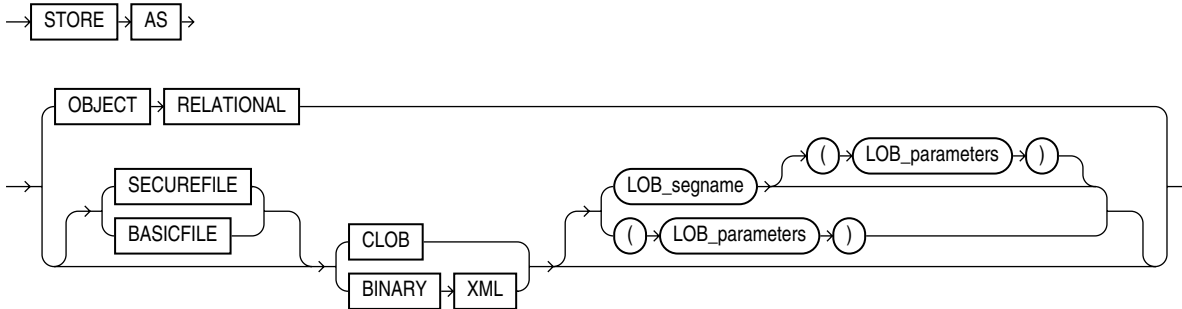 STORE AS
OBJECT RELATIONAL
( LOB_parameters )
SECUREFILE LOB_segname
BASICFILE ( LOB_parameters )
CLOB
BINARY XML